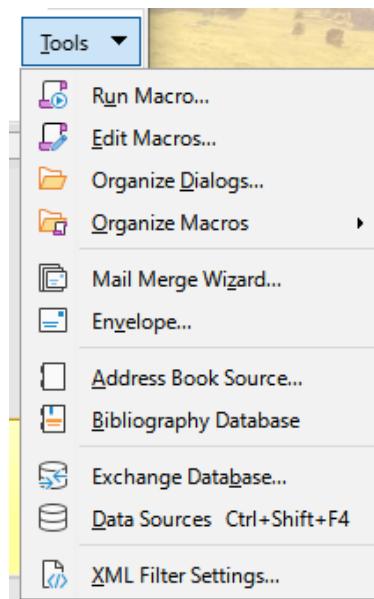 Tools
Run Macro...
Edit Macros...
Organize Dialogs...
Organize Macros
Mail Merge Wizard...
Envelope...
Address Book Source...
Bibliography Database
Exchange Database...
Data Sources Ctrl+Shift+F4
XML Filter Settings...